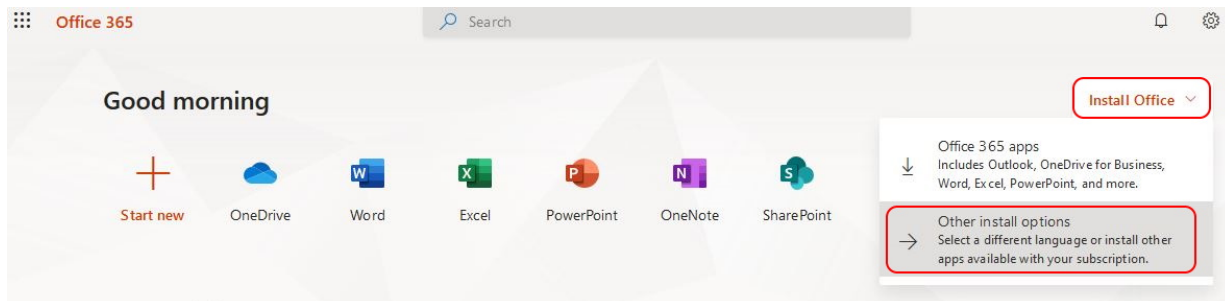 Office 365
Search
Good morning
Install Office
Office 365 apps
Includes Outlook, OneDrive for Business,
Word, Excel, PowerPoint, and more.
Start new
OneDrive
Word
Excel
PowerPoint
OneNote
SharePoint
Other install options
Select a different language or install other
apps available with your subscription.